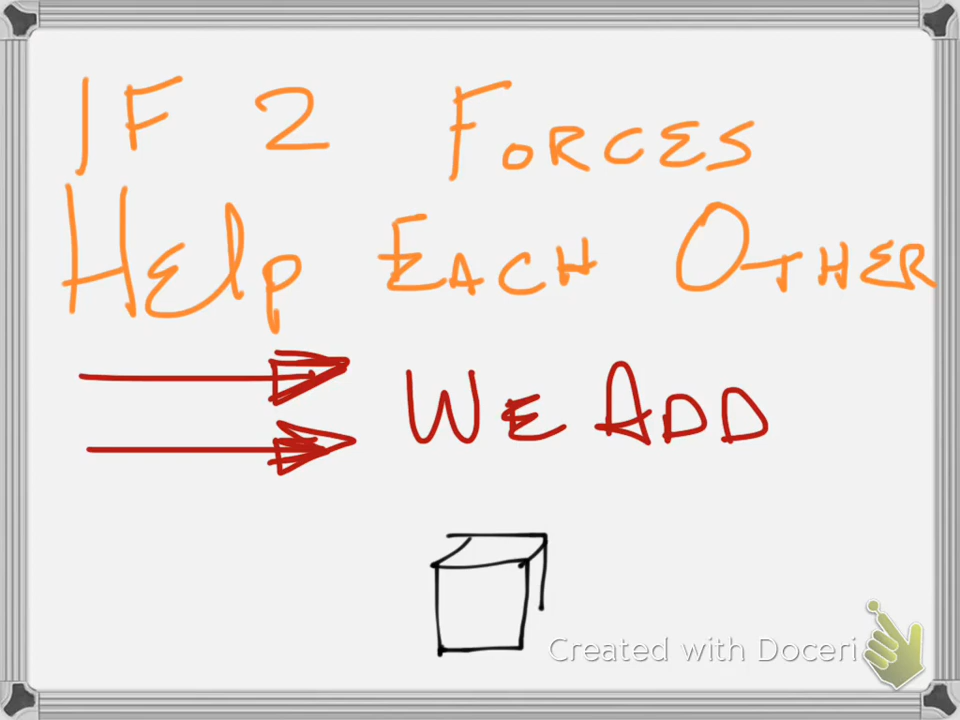 IF 2 FORCES
HElp EACH OTHER
WE ADD
Created with Doceri